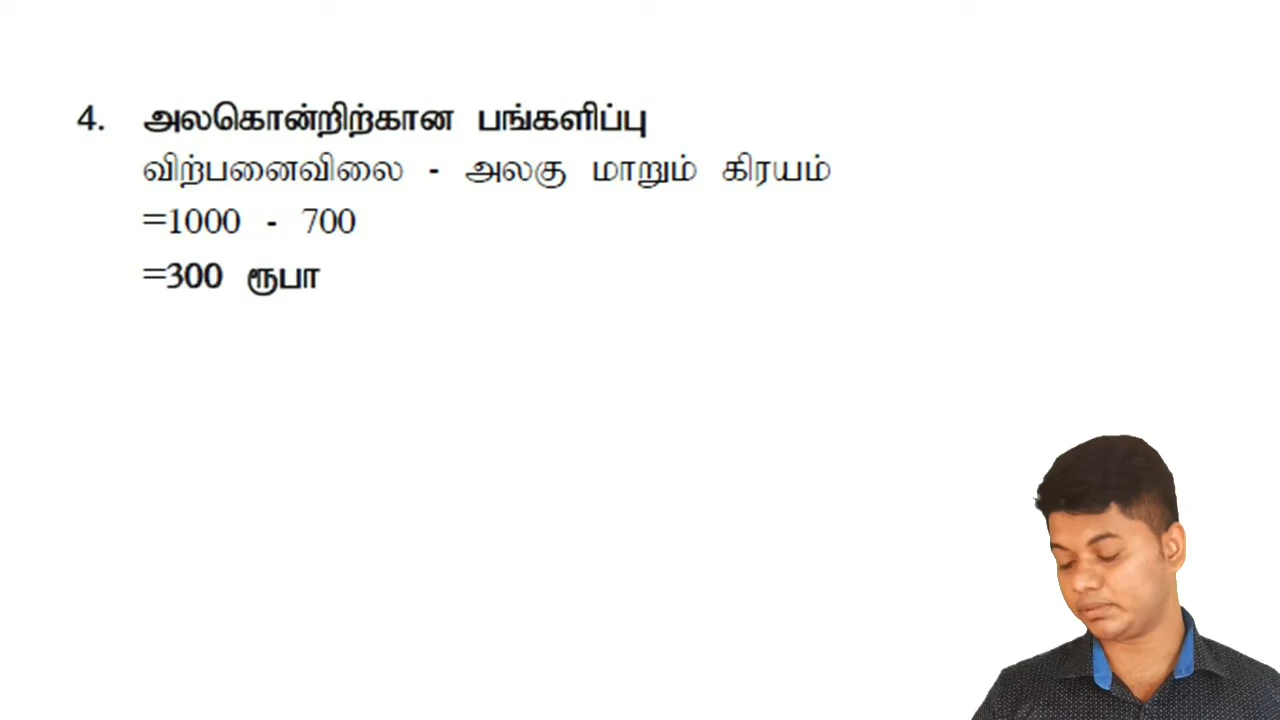 4. அலகொன்றிற்கான பங்களிப்பு
விற்பனைவிலை - அலகு மாறும் கிரயம்
=1000 - 700
=300 ரூபா